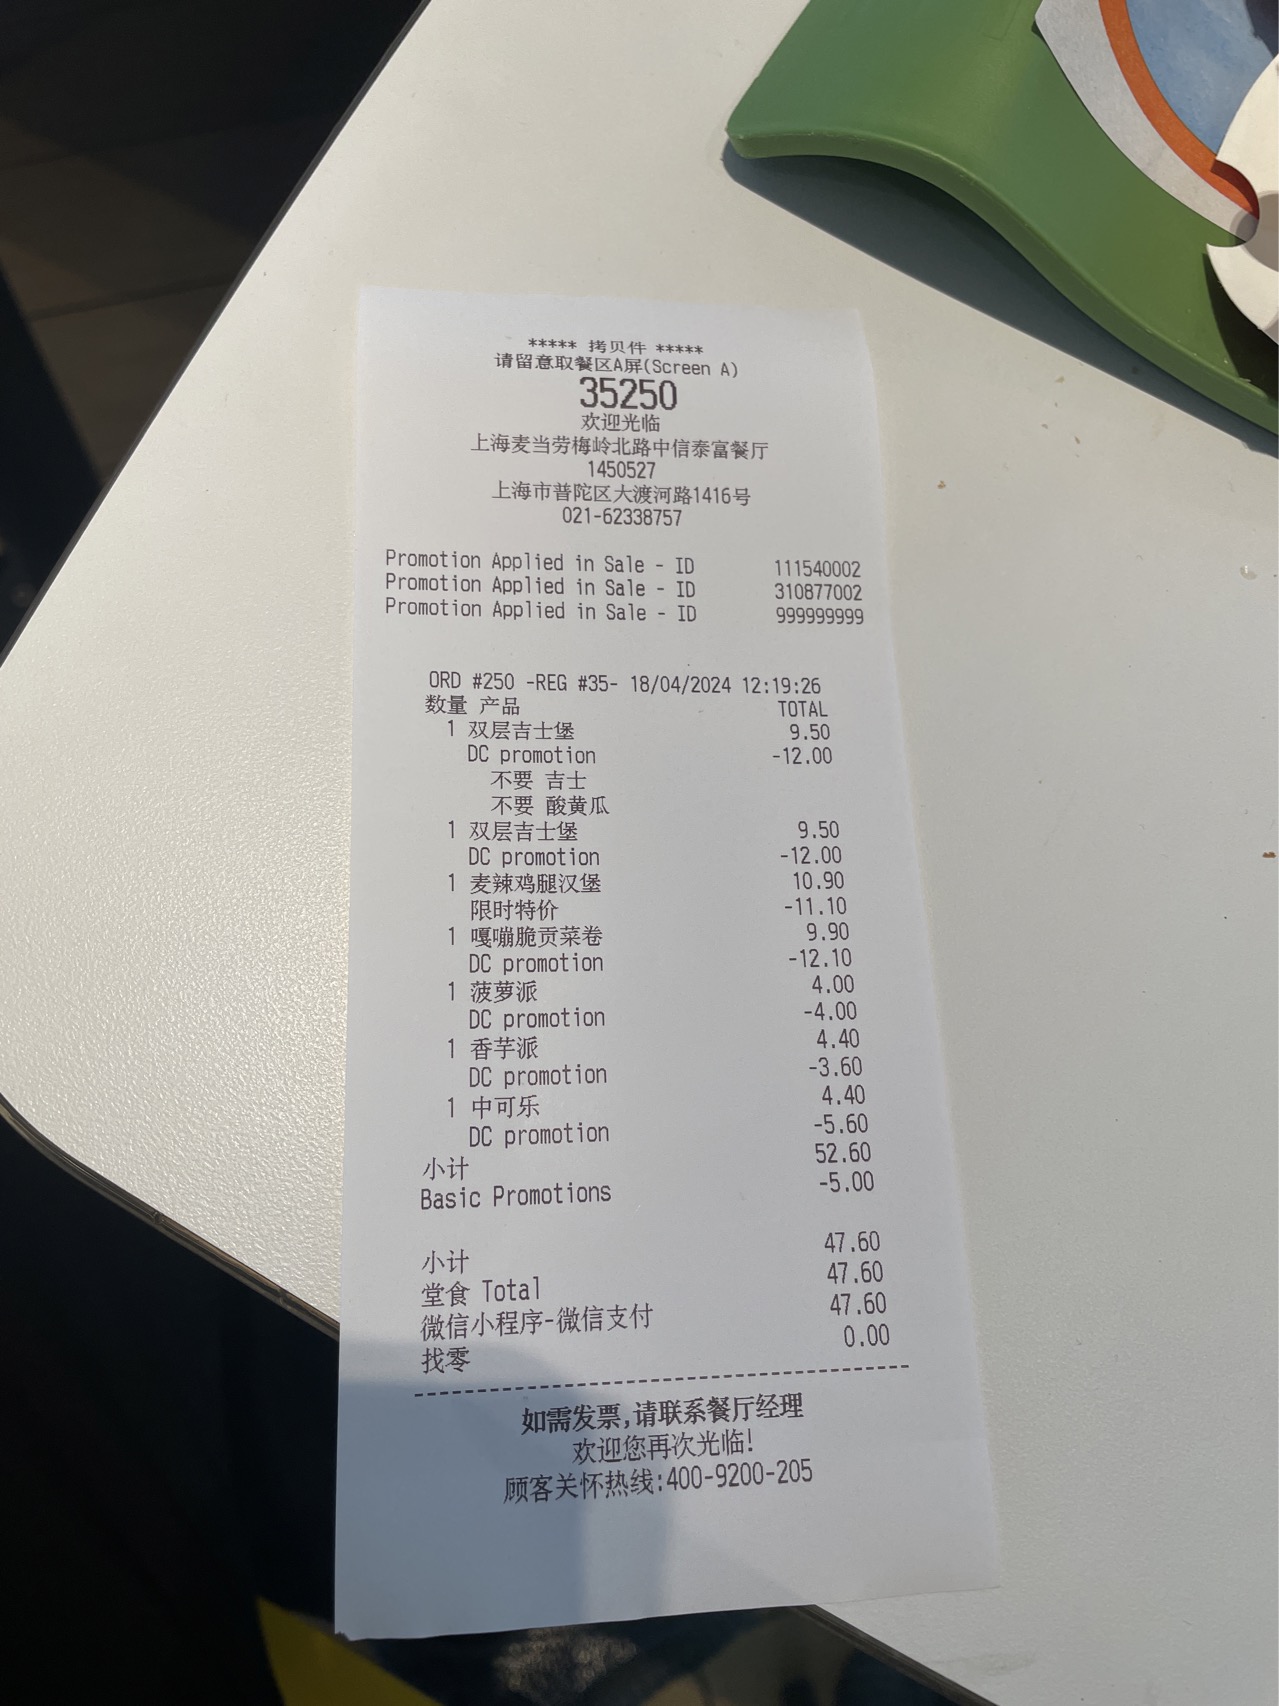 ***** 拷贝件 *****
请留意取餐区A屏(Screen A)
35250
欢迎光临
上海麦当劳梅岭北路中信泰富餐厅
1450527
上海市普陀区大渡河路1416号
021-62338757
Promotion Applied in Sale - ID 111540002
Promotion Applied in Sale - ID 310877002
Promotion Applied in Sale - ID 999999999
ORD #250 -REG #35- 18/04/2024 12:19:26
数量 产品 TOTAL
1 双层吉士堡 9.50
DC promotion -12.00
不要 吉士
不要 酸黄瓜
1 双层吉士堡 9.50
DC promotion -12.00
1 麦辣鸡腿汉堡 10.90
限时特价 -11.10
1 嘎嘣脆贡菜卷 9.90
DC promotion -12.10
1 菠萝派 4.00
DC promotion -4.00
1 香芋派 4.40
DC promotion -3.60
1 中可乐 4.40
DC promotion -5.60
小计 52.60
Basic Promotions -5.00
小计 47.60
堂食 Total 47.60
微信小程序-微信支付 47.60
找零 0.00
如需发票,请联系餐厅经理
欢迎您再次光临!
顾客关怀热线:400-9200-205